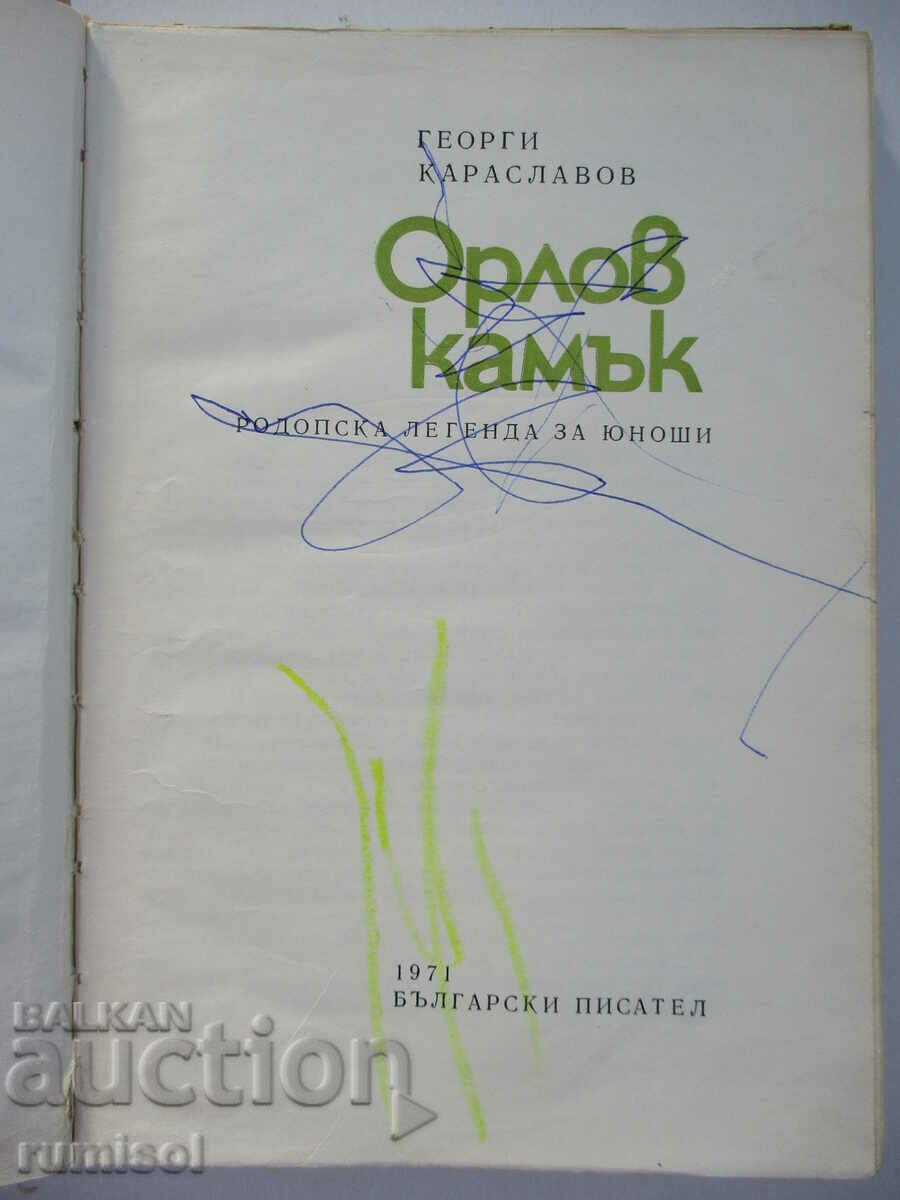 ГЕОРГИ
КАРАСЛАВОВ
Орлов
камък
РОДОПСКА ЛЕГЕНДА ЗА ЮНОШИ
1971
БЪЛГАРСКИ ПИСАТЕЛ
BALKAN
auction
rumisol